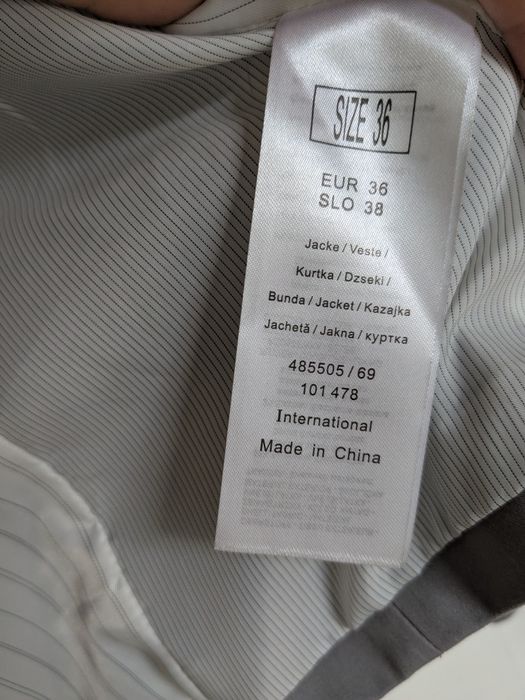 SIZE 36
EUR 36
SLO 38
Jacke / Veste /
Kurtka / Dzseki /
Bunda / Jacket / Kazajka
Jachetă / Jakna / куртка
485505 / 69
101 478
International
Made in China